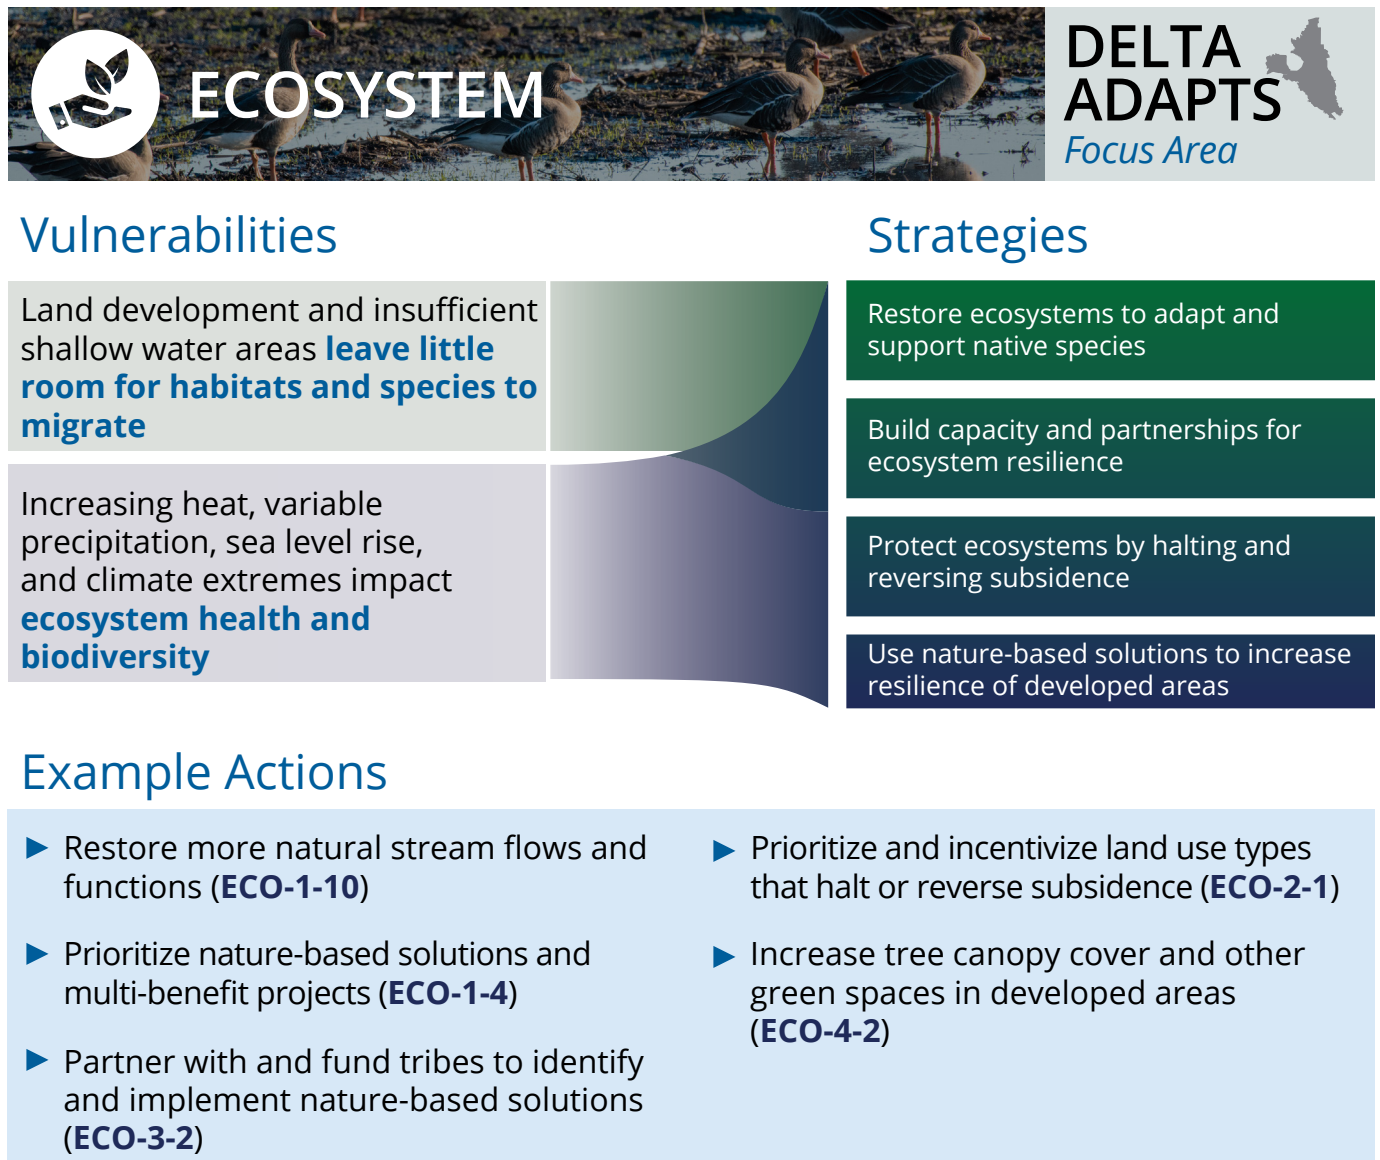 ECOSYSTEM
DELTA
ADAPTS
Focus Area
Vulnerabilities
Land development and insufficient
shallow water areas leave little
room for habitats and species to
migrate
Increasing heat, variable
precipitation, sea level rise,
and climate extremes impact
ecosystem health and
biodiversity
Strategies
Restore ecosystems to adapt and
support native species
Build capacity and partnerships for
ecosystem resilience
Protect ecosystems by halting and
reversing subsidence
Use nature-based solutions to increase
resilience of developed areas
Example Actions
▶ Restore more natural stream flows and
functions (ECO-1-10)
▶ Prioritize nature-based solutions and
multi-benefit projects (ECO-1-4)
▶ Partner with and fund tribes to identify
and implement nature-based solutions
(ECO-3-2)
▶ Prioritize and incentivize land use types
that halt or reverse subsidence (ECO-2-1)
▶ Increase tree canopy cover and other
green spaces in developed areas
(ECO-4-2)